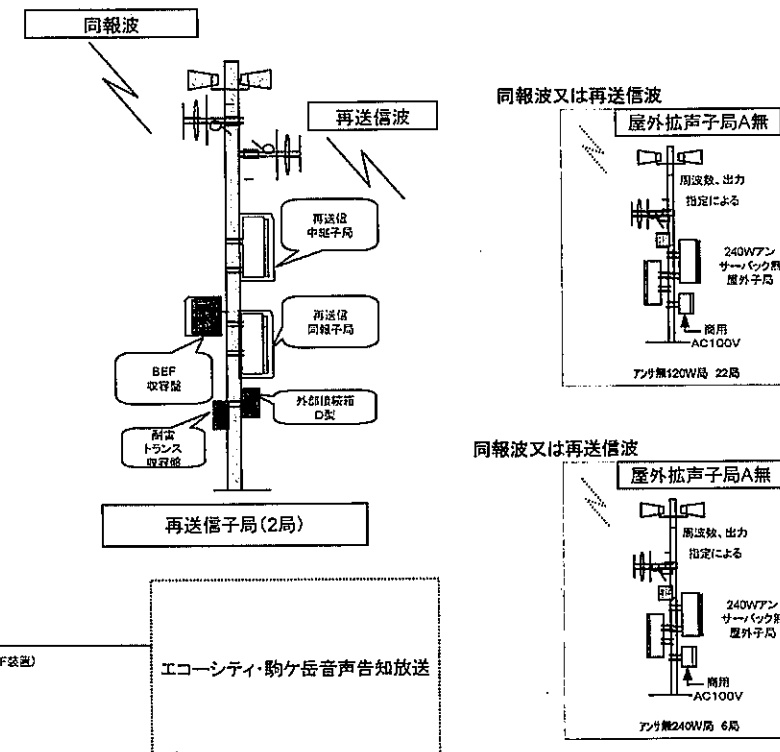 同報波
再送信波
再送信
中継子局
再送信
同報子局
BEF
収容盤
外部接続箱
D型
耐雷
トランス
収容盤
再送信子局(2局)
F装置)
エコーシティ・駒ケ岳音声告知放送
同報波又は再送信波
屋外拡声子局A無
周波数、出力
指定による
240Wアン
サーバック無
屋外子局
商用
AC100V
アンサ無120W局 22局
同報波又は再送信波
屋外拡声子局A無
周波数、出力
指定による
240Wアン
サーバック無
屋外子局
商用
AC100V
アンサ無240W局 6局